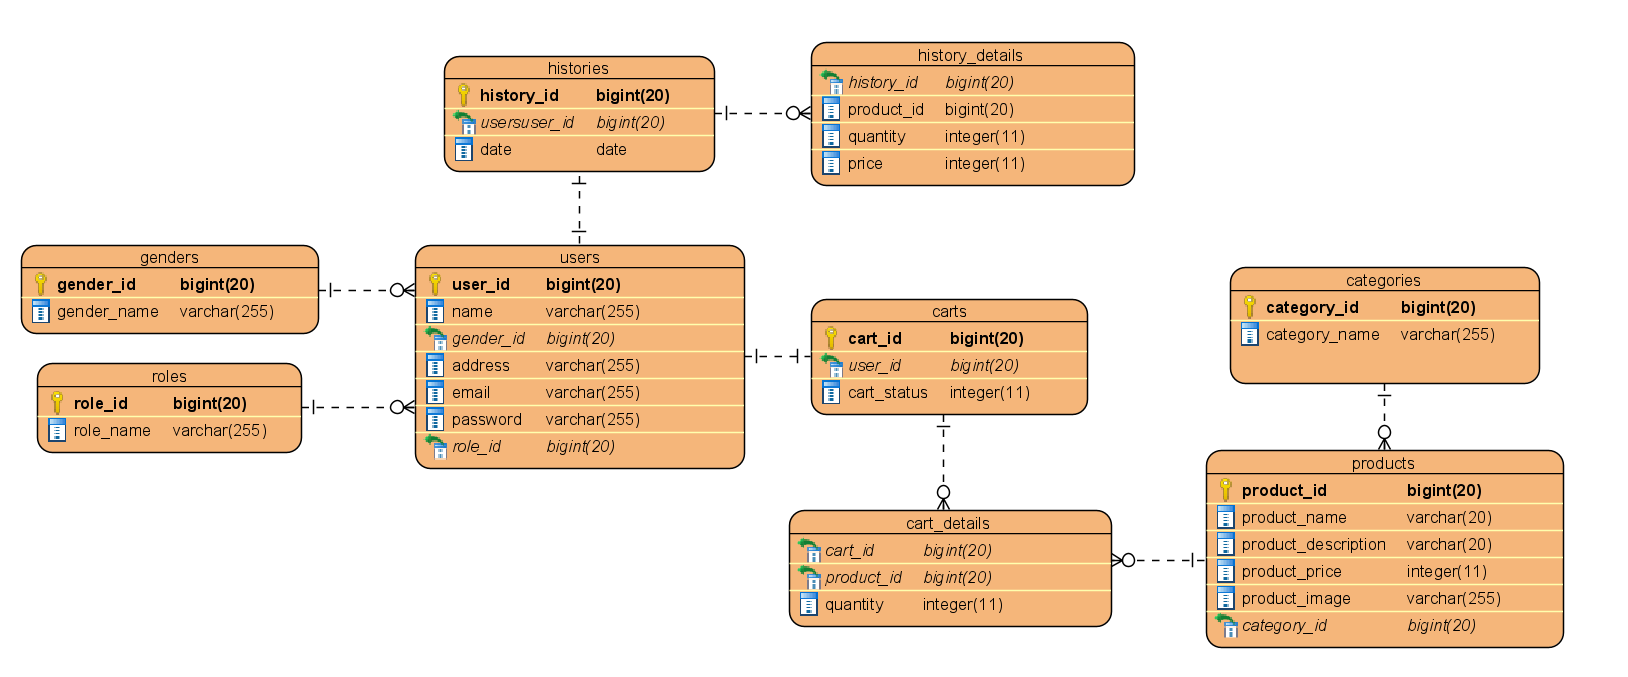 histories
history_id bigint(20)
usersuser_id bigint(20)
date date
history_details
history_id bigint(20)
product_id bigint(20)
quantity integer(11)
price integer(11)
genders
gender_id bigint(20)
gender_name varchar(255)
roles
role_id bigint(20)
role_name varchar(255)
users
user_id bigint(20)
name varchar(255)
gender_id bigint(20)
address varchar(255)
email varchar(255)
password varchar(255)
role_id bigint(20)
carts
cart_id bigint(20)
user_id bigint(20)
cart_status integer(11)
categories
category_id bigint(20)
category_name varchar(255)
cart_details
cart_id bigint(20)
product_id bigint(20)
quantity integer(11)
products
product_id bigint(20)
product_name varchar(20)
product_description varchar(20)
product_price integer(11)
product_image varchar(255)
category_id bigint(20)